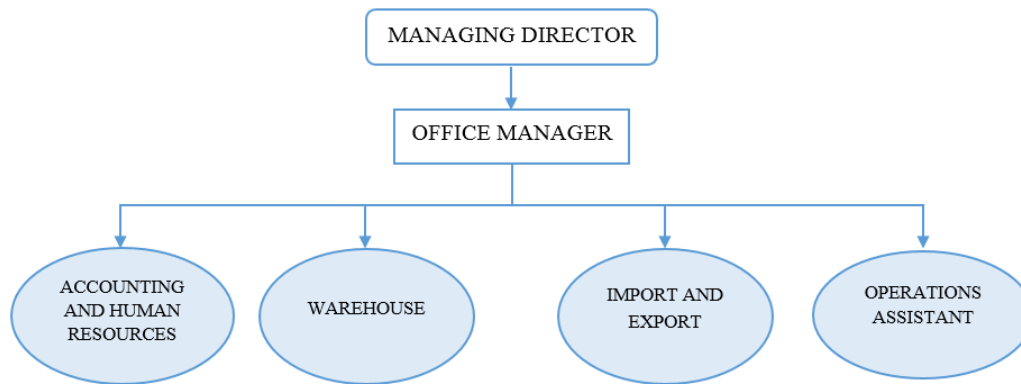 MANAGING DIRECTOR
OFFICE MANAGER
ACCOUNTING
AND HUMAN
RESOURCES
WAREHOUSE
IMPORT AND
EXPORT
OPERATIONS
ASSISTANT